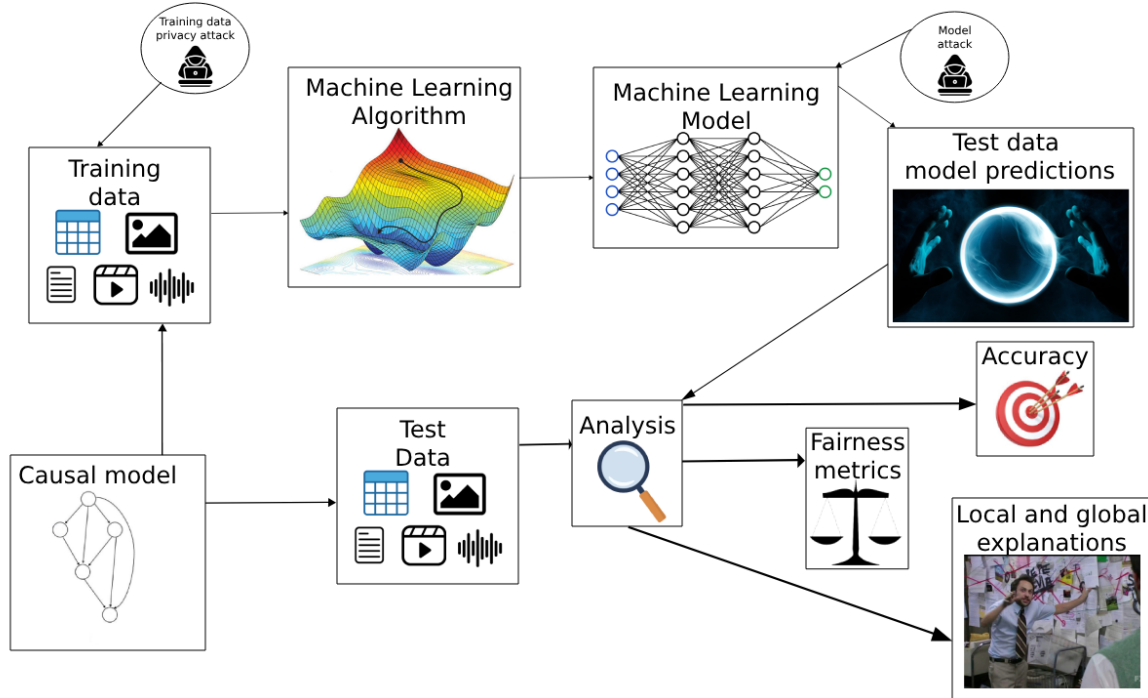 Training data
privacy attack
Model
attack
Machine Learning
Algorithm
Machine Learning
Model
Test data
model predictions
Training
data
Accuracy
Analysis
Test
Data
Fairness
metrics
Causal model
Local and global
explanations